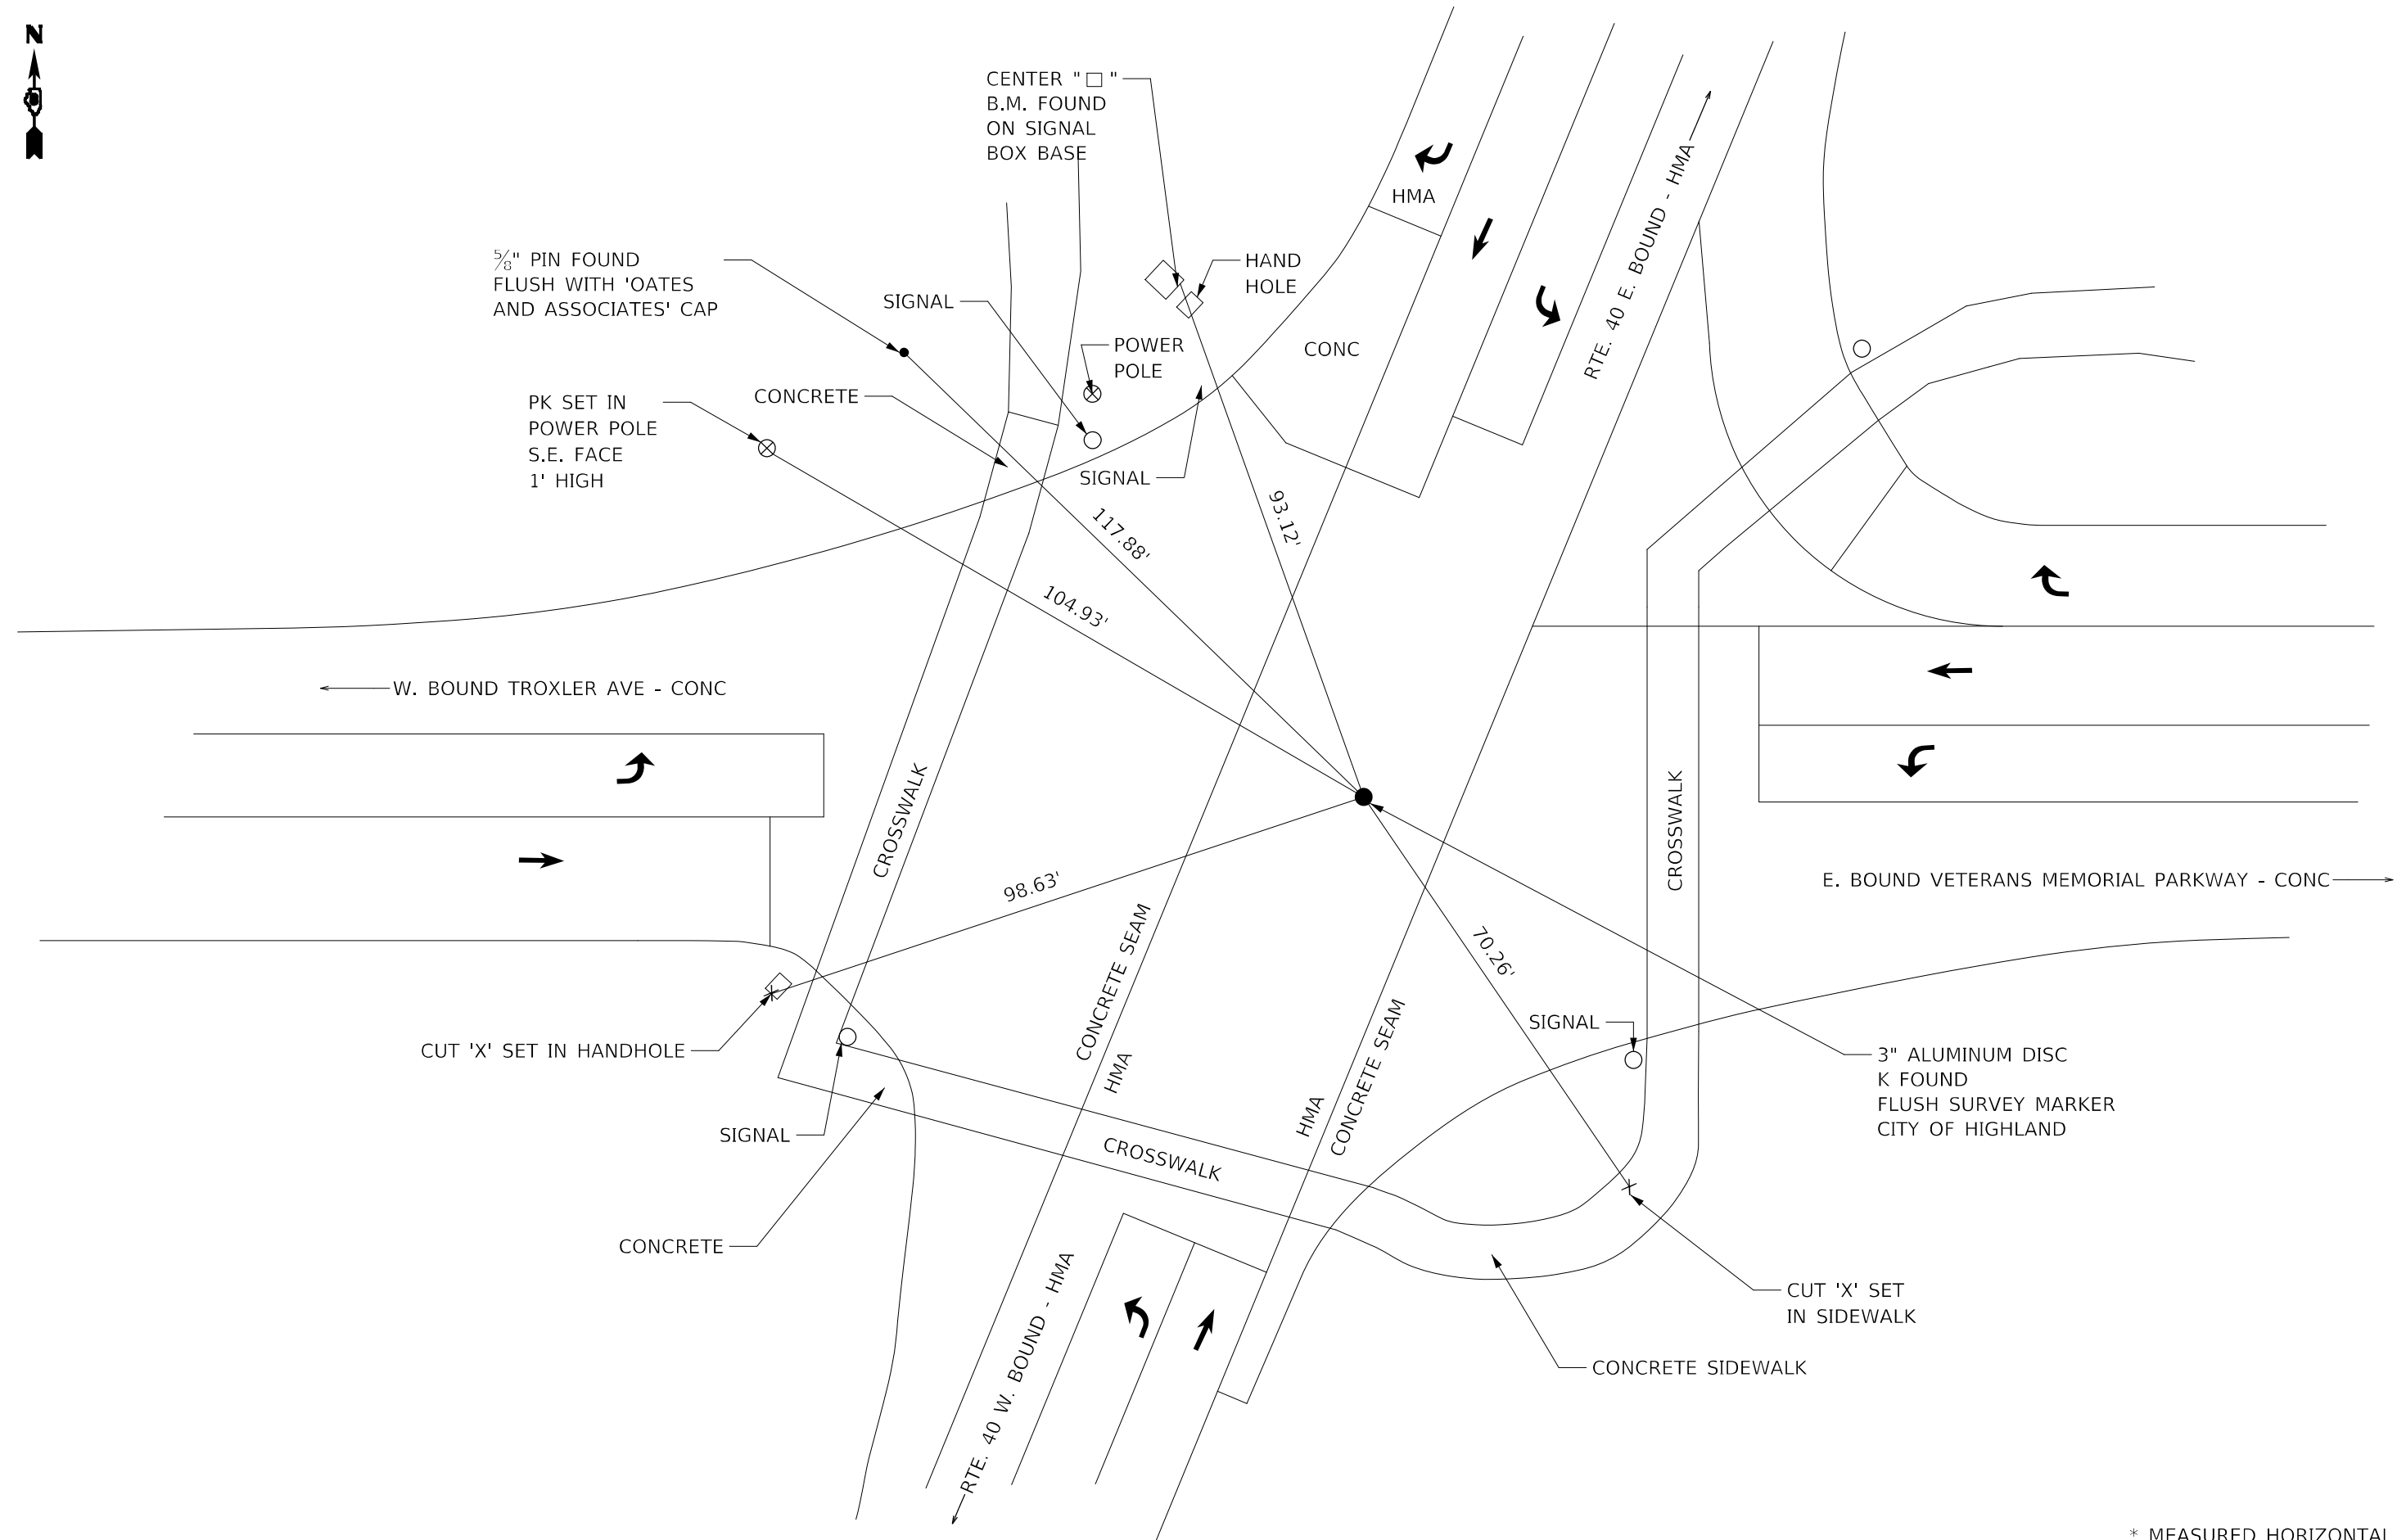 N
CENTER "□"
B.M. FOUND
ON SIGNAL
BOX BASE
⅝" PIN FOUND
FLUSH WITH 'OATES
AND ASSOCIATES' CAP
SIGNAL
HAND
HOLE
HMA
RTE. 40 E. BOUND - HMA
POWER
POLE
CONC
PK SET IN
POWER POLE
S.E. FACE
1' HIGH
CONCRETE
SIGNAL
93.12'
117.88'
104.93'
W. BOUND TROXLER AVE - CONC
CROSSWALK
CROSSWALK
98.63'
E. BOUND VETERANS MEMORIAL PARKWAY - CONC
CONCRETE SEAM
HMA
70.26'
SIGNAL
CUT 'X' SET IN HANDHOLE
HMA
CONCRETE SEAM
3" ALUMINUM DISC
K FOUND
FLUSH SURVEY MARKER
CITY OF HIGHLAND
SIGNAL
CROSSWALK
CONCRETE
RTE. 40 W. BOUND - HMA
CUT 'X' SET
IN SIDEWALK
CONCRETE SIDEWALK
* MEASURED HORIZONTAL